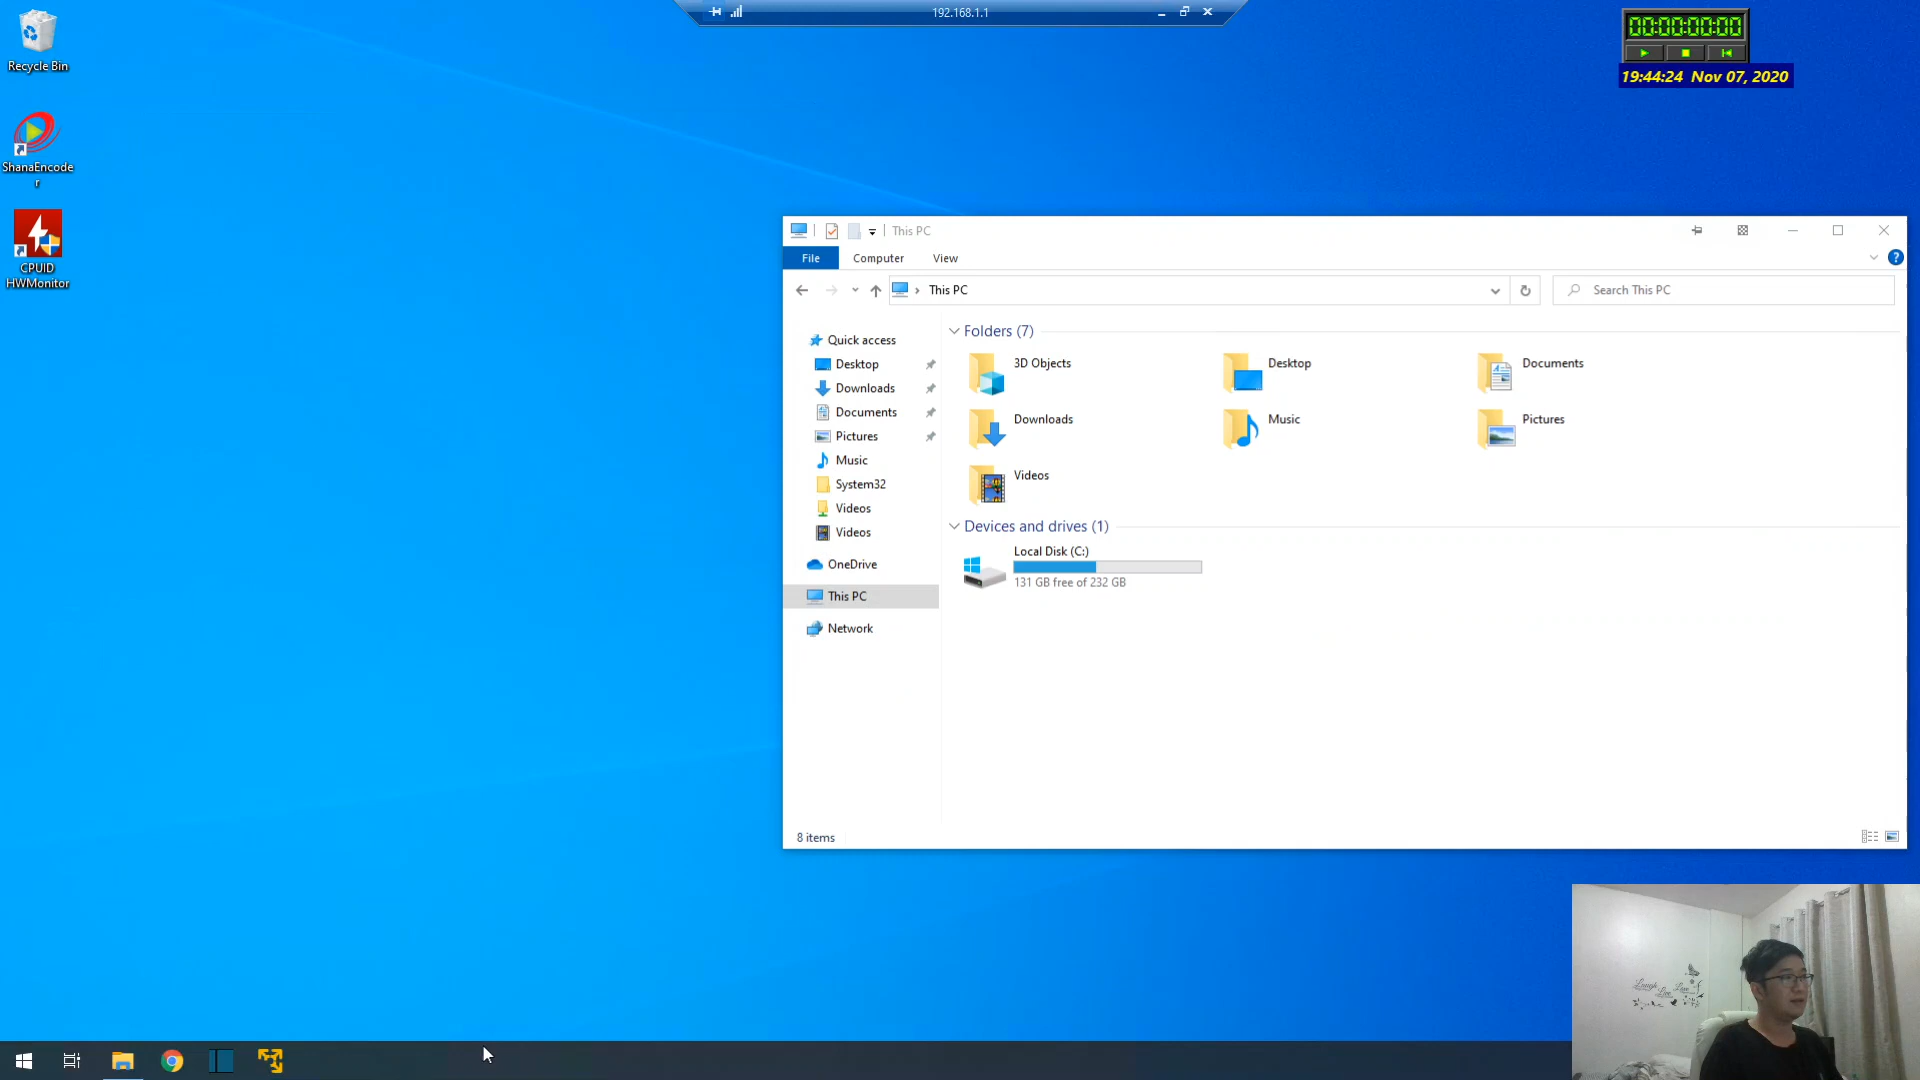 192.168.1.1
00:00:00:00
19:44:24 Nov 07, 2020
Recycle Bin
ShanaEncode
r
CPUID
HWMonitor
This PC
File
Computer
View
?
This PC
Search This PC
Quick access
Desktop
Downloads
Documents
Pictures
Music
System32
Videos
Videos
OneDrive
This PC
Network
Folders (7)
3D Objects
Desktop
Documents
Downloads
Music
Pictures
Videos
Devices and drives (1)
Local Disk (C:)
131 GB free of 232 GB
8 items
Laugh
Live